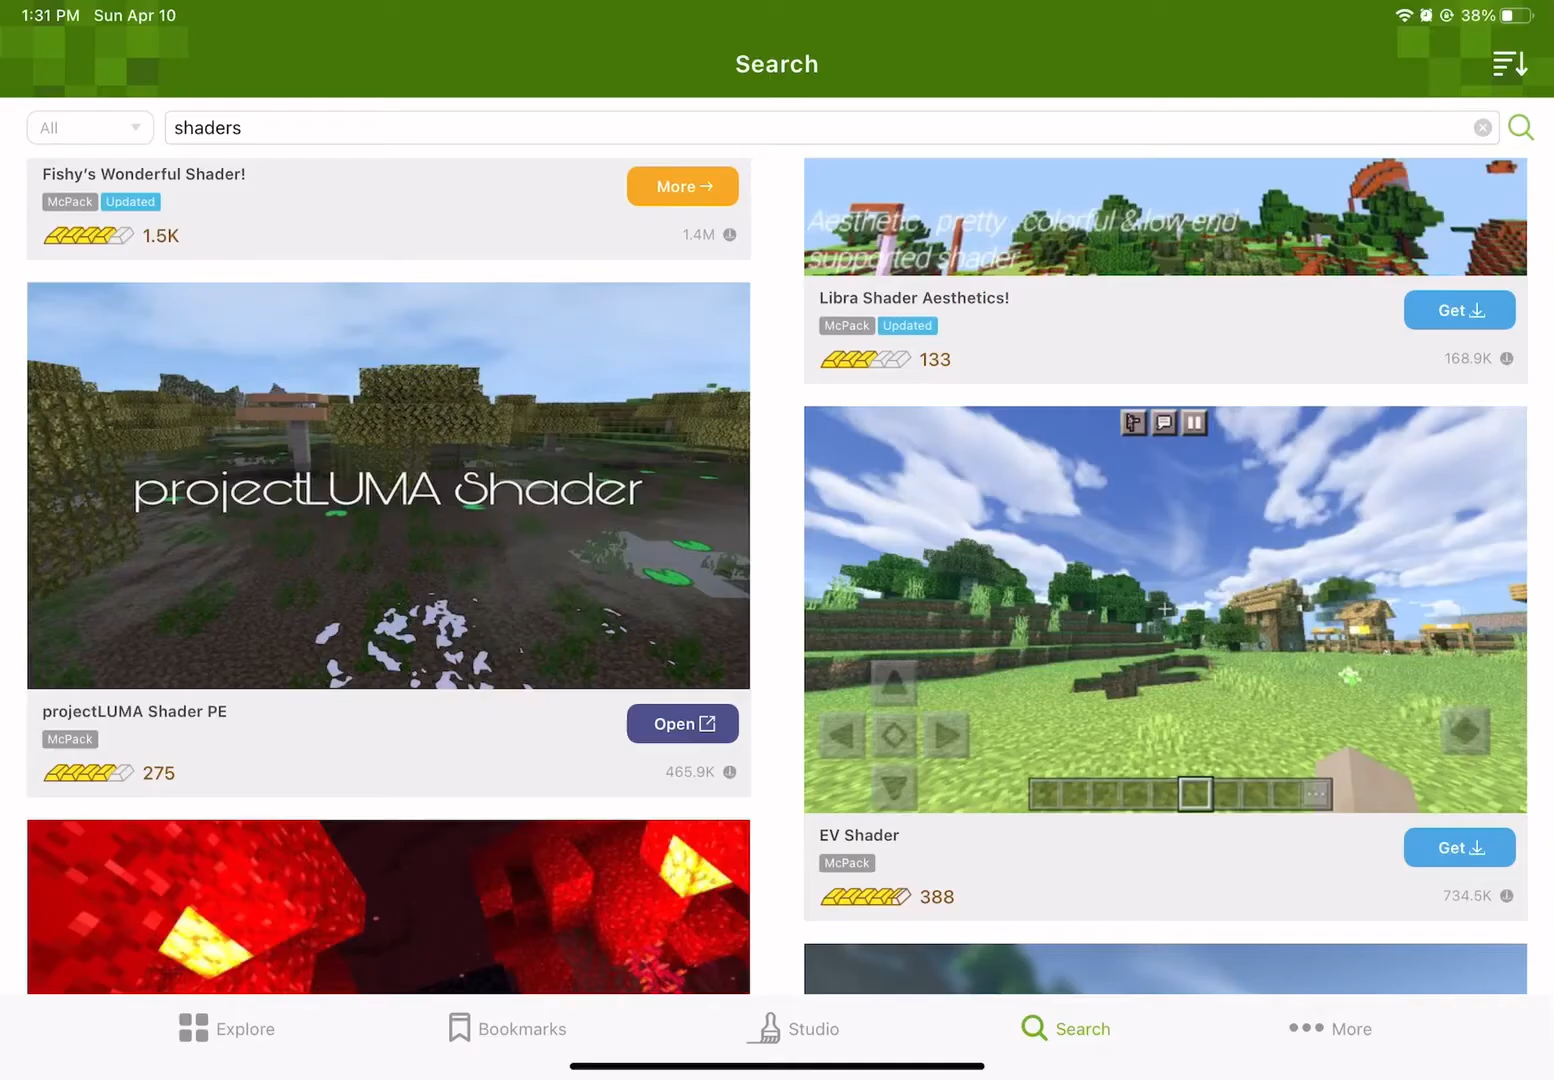 1:31 PM Sun Apr 10
38%
Search
All
shaders
Fishy's Wonderful Shader!
More
McPack Updated
1.5K
1.4M
projectLUMA Shader
projectLUMA Shader PE
Open
McPack
275
465.9K
Aesthetic , pretty ,colorful &low-end
supported shader
Libra Shader Aesthetics!
Get
McPack Updated
133
168.9K
EV Shader
Get
McPack
388
734.5K
Explore
Bookmarks
Studio
Search
More